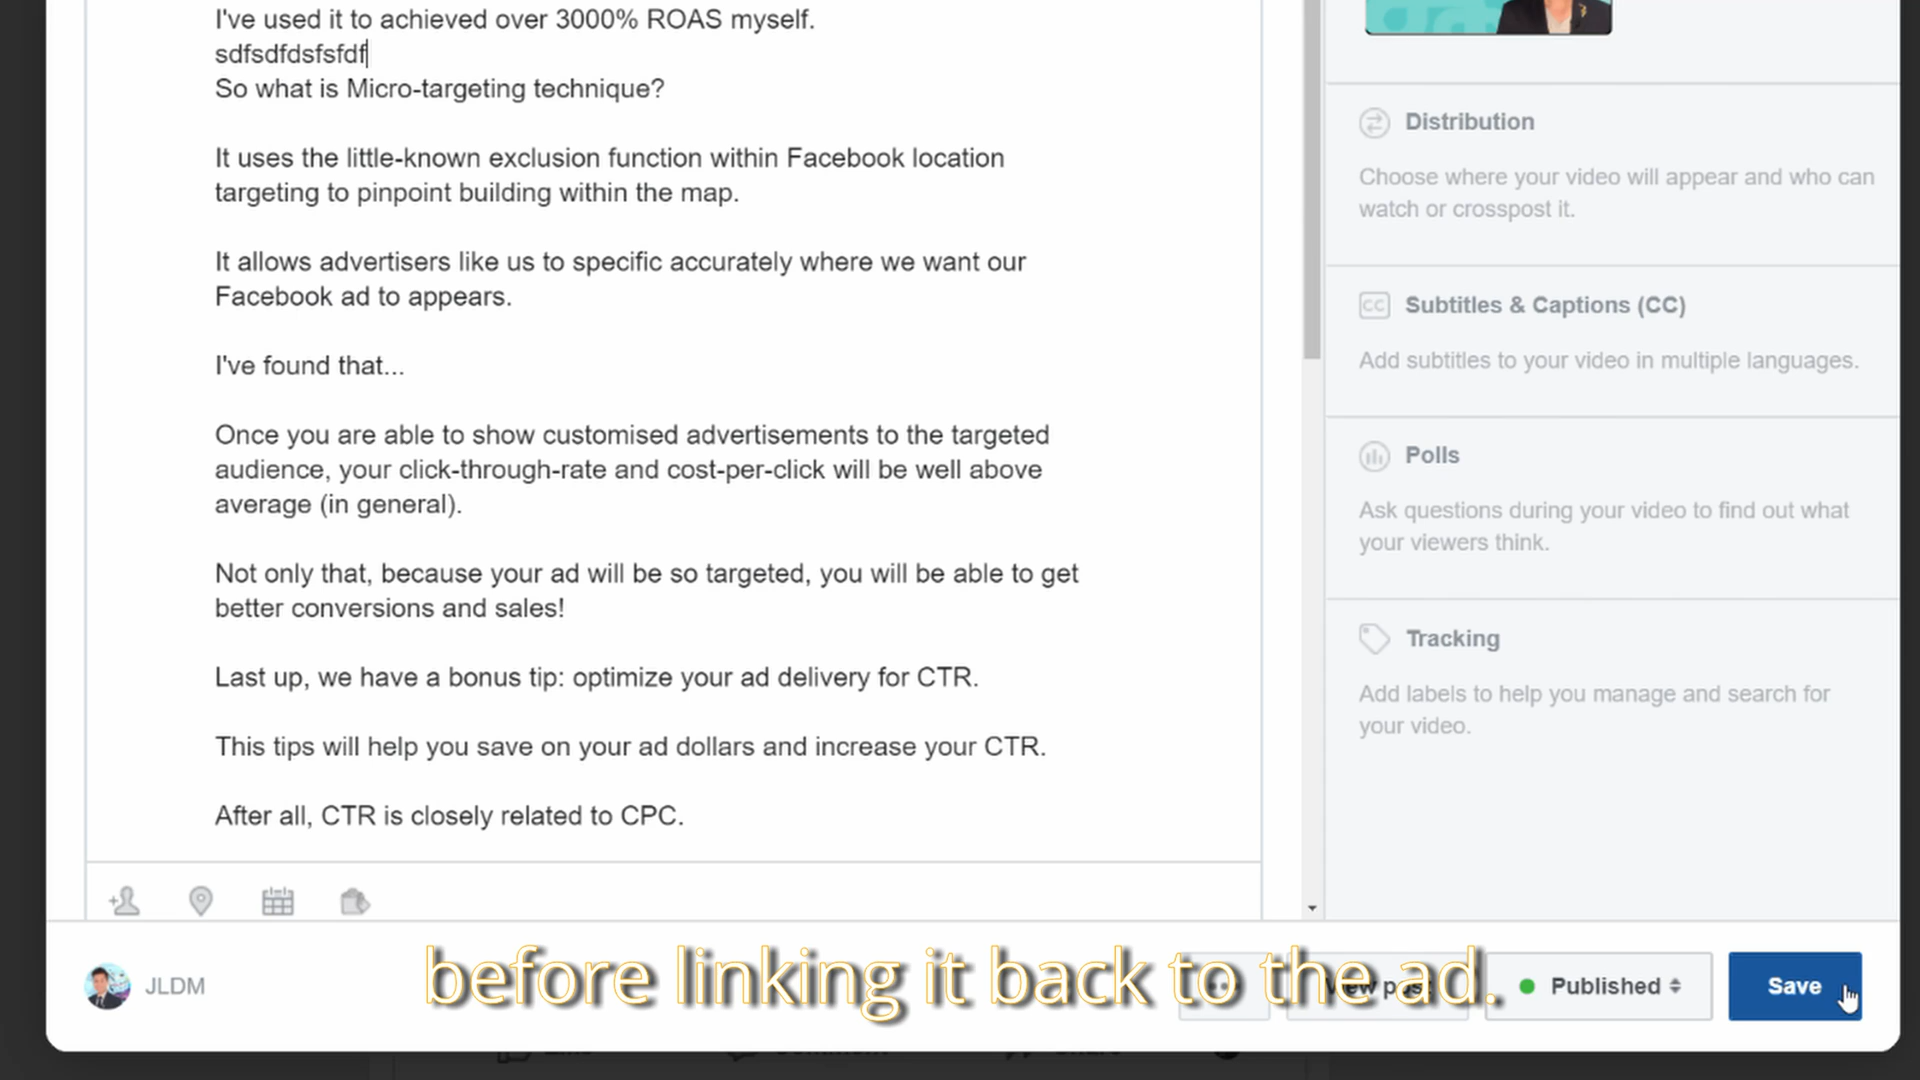 I've used it to achieved over 3000% ROAS myself.
sdfsdfdsfsfdf
So what is Micro-targeting technique?
It uses the little-known exclusion function within Facebook location
targeting to pinpoint building within the map.
It allows advertisers like us to specific accurately where we want our
Facebook ad to appears.
I've found that...
Once you are able to show customised advertisements to the targeted
audience, your click-through-rate and cost-per-click will be well above
average (in general).
Not only that, because your ad will be so targeted, you will be able to get
better conversions and sales!
Last up, we have a bonus tip: optimize your ad delivery for CTR.
This tips will help you save on your ad dollars and increase your CTR.
After all, CTR is closely related to CPC.
Distribution
Choose where your video will appear and who can
watch or crosspost it.
CC Subtitles & Captions (CC)
Add subtitles to your video in multiple languages.
Polls
Ask questions during your video to find out what
your viewers think.
Tracking
Add labels to help you manage and search for
your video.
JLDM
before linking it back to the ad.
View post
Published
Save